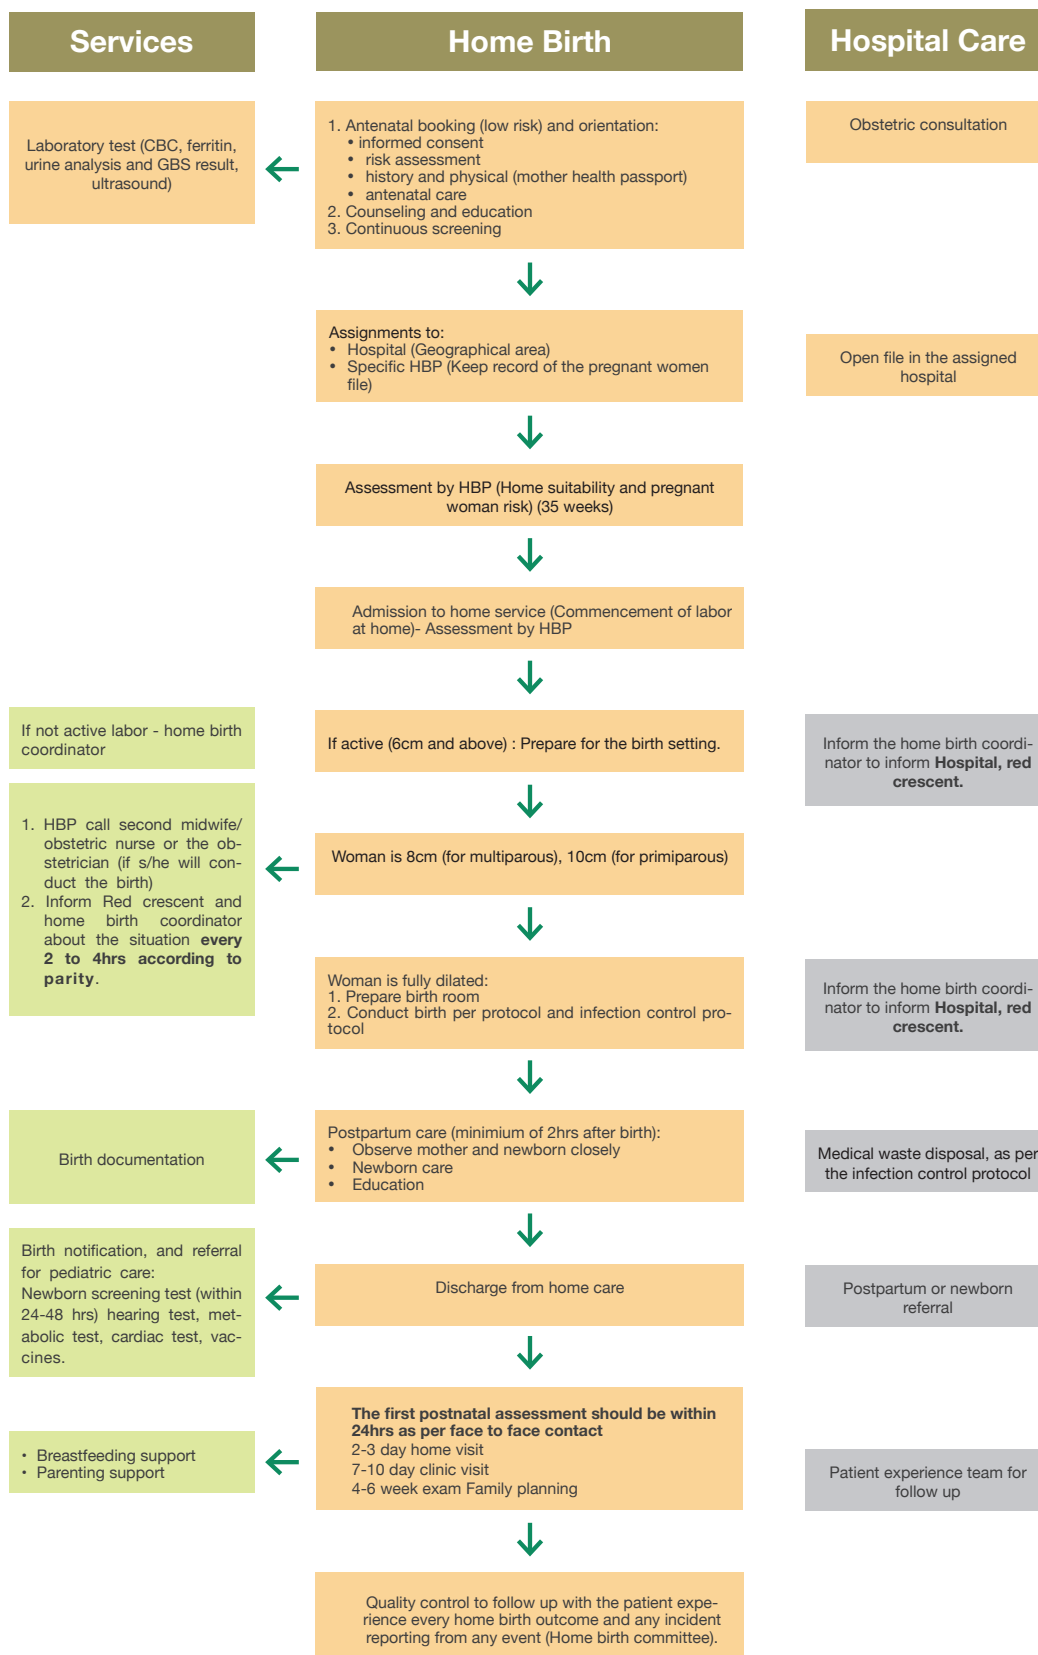 Services
Home Birth
Hospital Care
Laboratory test (CBC, ferritin,
urine analysis and GBS result,
ultrasound)
1. Antenatal booking (low risk) and orientation:
• informed consent
• risk assessment
• history and physical (mother health passport)
• antenatal care
2. Counseling and education
3. Continuous screening
Obstetric consultation
Assignments to:
• Hospital (Geographical area)
• Specific HBP (Keep record of the pregnant women
file)
Open file in the assigned
hospital
Assessment by HBP (Home suitability and pregnant
woman risk) (35 weeks)
Admission to home service (Commencement of labor
at home)- Assessment by HBP
If not active labor - home birth
coordinator
If active (6cm and above) : Prepare for the birth setting.
Inform the home birth coordi-
nator to inform Hospital, red
crescent.
1. HBP call second midwife/
obstetric nurse or the ob-
stetrician (if s/he will con-
duct the birth)
2. Inform Red crescent and
home birth coordinator
about the situation every
2 to 4hrs according to
parity.
Woman is 8cm (for multiparous), 10cm (for primiparous)
Woman is fully dilated:
1. Prepare birth room
2. Conduct birth per protocol and infection control pro-
tocol
Inform the home birth coordi-
nator to inform Hospital, red
crescent.
Birth documentation
Postpartum care (minimium of 2hrs after birth):
• Observe mother and newborn closely
• Newborn care
• Education
Medical waste disposal, as per
the infection control protocol
Birth notification, and referral
for pediatric care:
Newborn screening test (within
24-48 hrs) hearing test, met-
abolic test, cardiac test, vac-
cines.
Discharge from home care
Postpartum or newborn
referral
• Breastfeeding support
• Parenting support
The first postnatal assessment should be within
24hrs as per face to face contact
2-3 day home visit
7-10 day clinic visit
4-6 week exam Family planning
Patient experience team for
follow up
Quality control to follow up with the patient expe-
rience every home birth outcome and any incident
reporting from any event (Home birth committee).